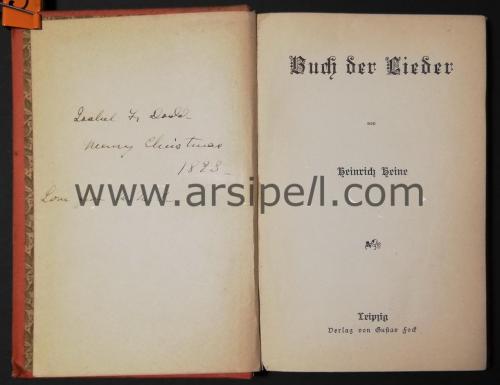 Isabel F. Dodd
Merry Christmas
1893
www.arsipell.com
Buch der Lieder
von
Heinrich Heine
Leipzig
Verlag von Gustav Fock